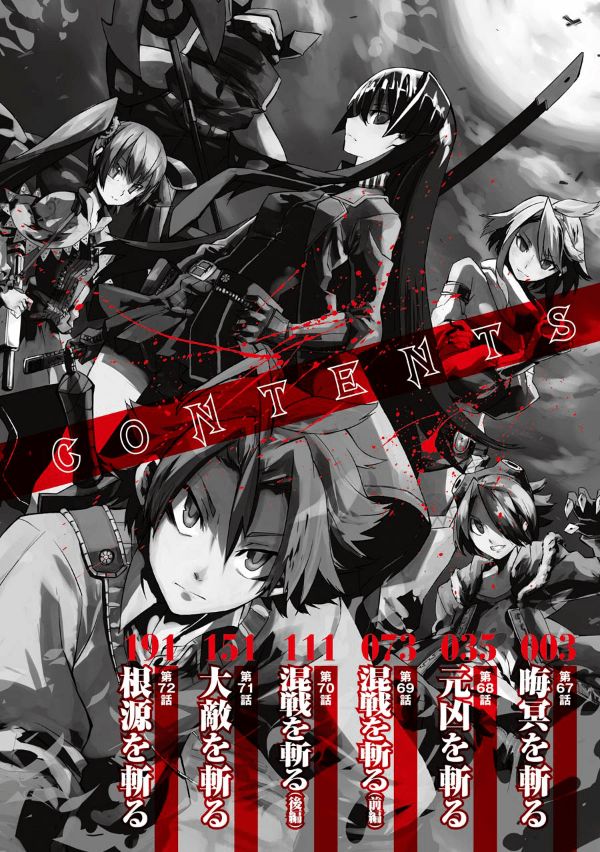 CONTENTS
003
第67話
晦冥を斬る
035
第68話
元凶を斬る
073
第69話
混戦を斬る(前編)
111
第70話
混戦を斬る(後編)
151
第71話
大敵を斬る
191
第72話
根源を斬る